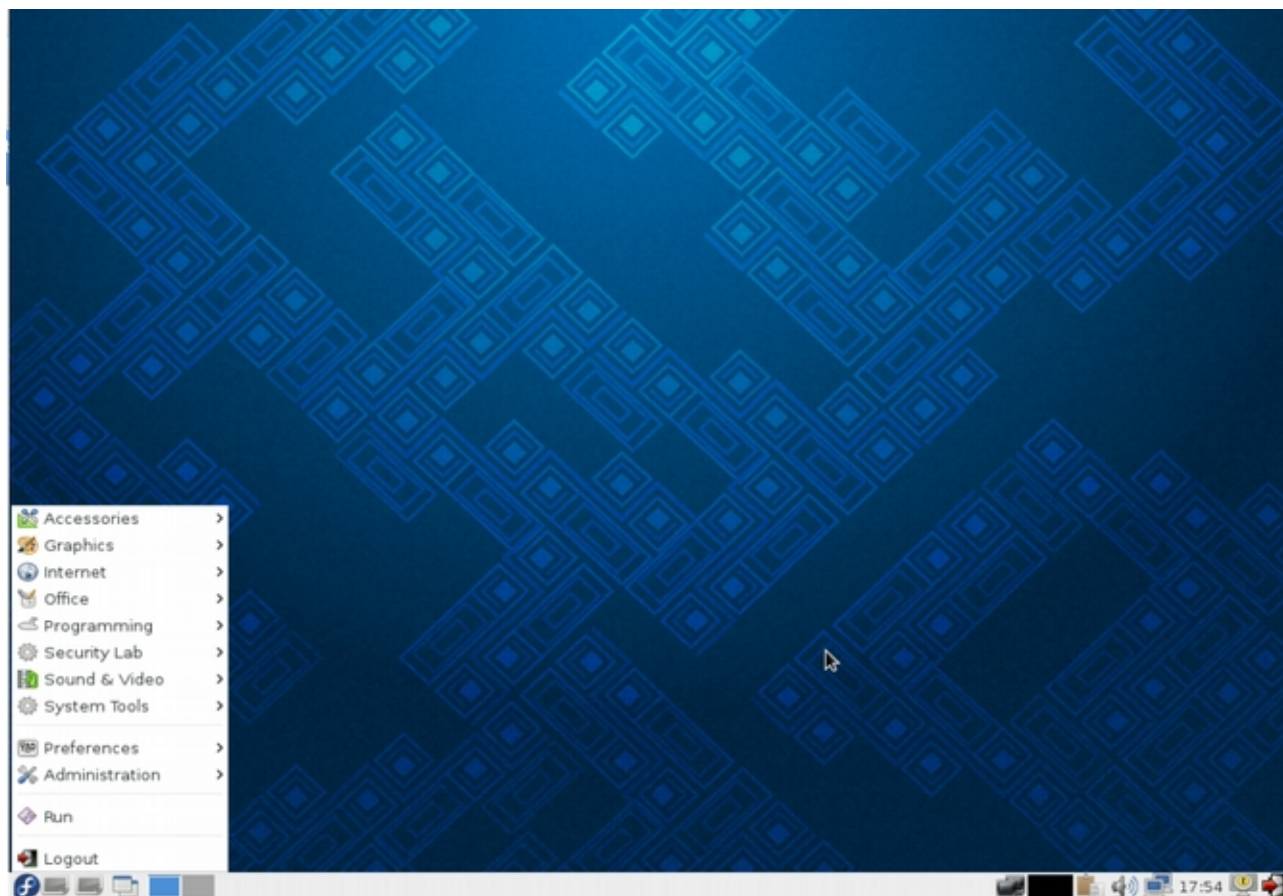 Accessories
Graphics
Internet
Office
Programming
Security Lab
Sound & Video
System Tools
Preferences
Administration
Run
Logout
17:54